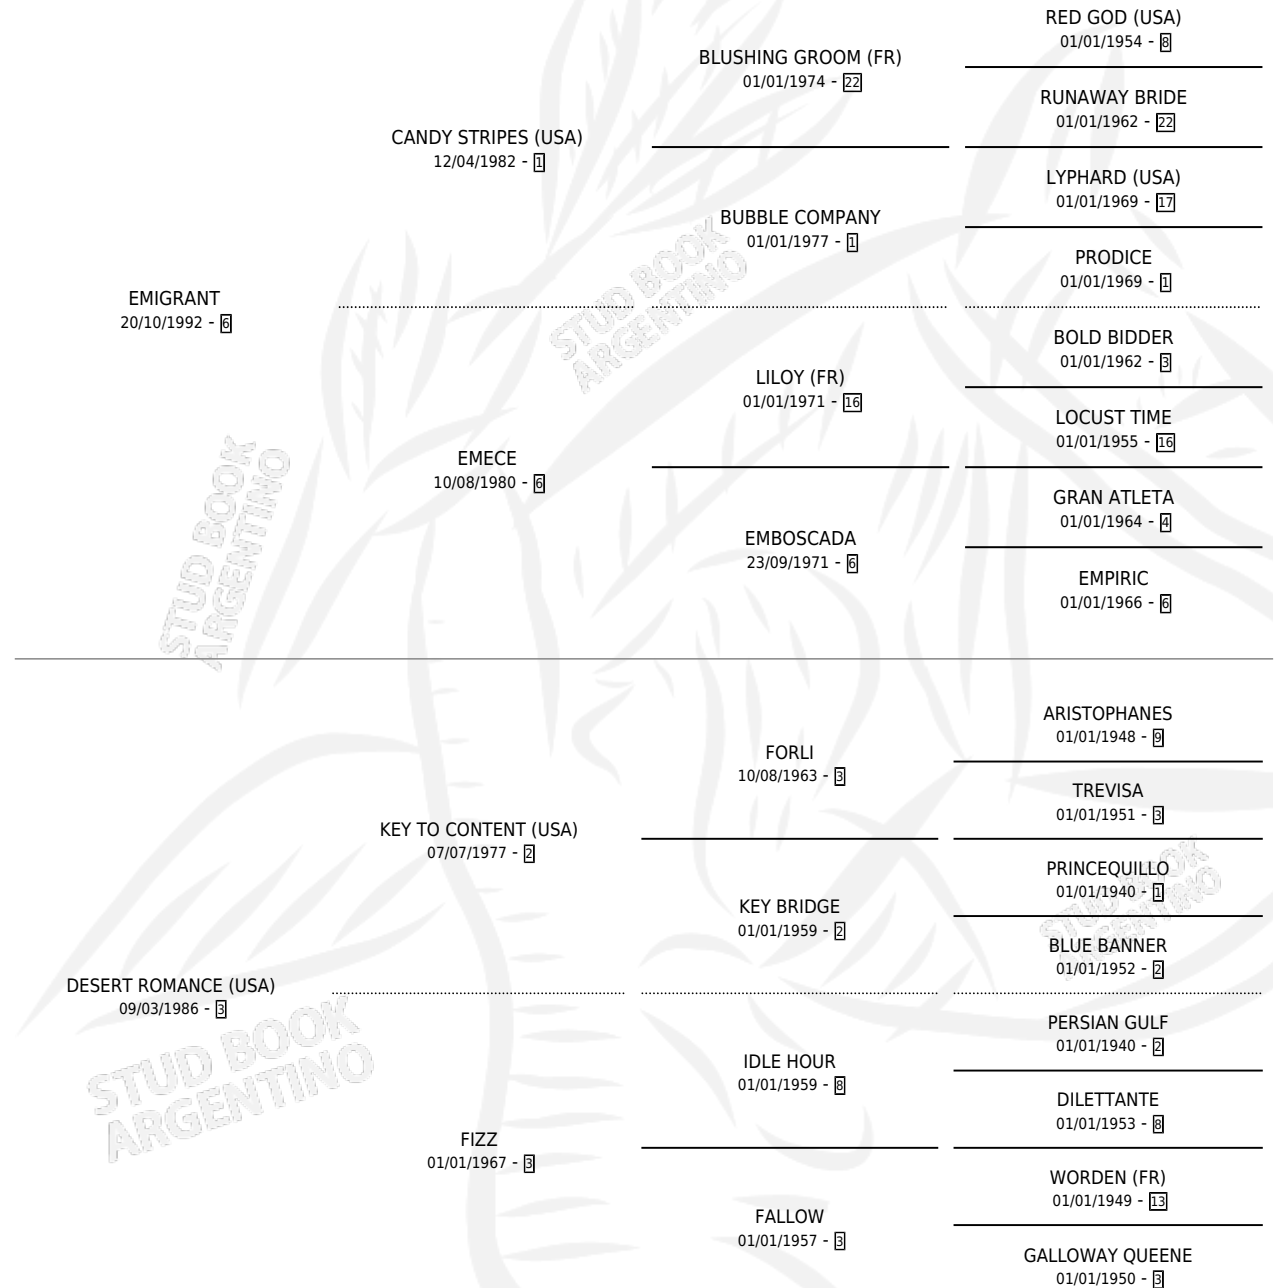 RED GOD (USA)
01/01/1954 - 8
BLUSHING GROOM (FR)
01/01/1974 - 22
RUNAWAY BRIDE
01/01/1962 - 22
CANDY STRIPES (USA)
12/04/1982 - 1
LYPHARD (USA)
01/01/1969 - 17
BUBBLE COMPANY
01/01/1977 - 1
PRODICE
01/01/1969 - 1
EMIGRANT
20/10/1992 - 6
BOLD BIDDER
01/01/1962 - 3
LILOY (FR)
01/01/1971 - 16
LOCUST TIME
01/01/1955 - 16
EMECE
10/08/1980 - 6
GRAN ATLETA
01/01/1964 - 4
EMBOSCADA
23/09/1971 - 6
EMPIRIC
01/01/1966 - 6
ARISTOPHANES
01/01/1948 - 9
FORLI
10/08/1963 - 3
TREVISA
01/01/1951 - 3
KEY TO CONTENT (USA)
07/07/1977 - 2
PRINCEQUILLO
01/01/1940 - 1
KEY BRIDGE
01/01/1959 - 2
BLUE BANNER
01/01/1952 - 2
DESERT ROMANCE (USA)
09/03/1986 - 3
PERSIAN GULF
01/01/1940 - 2
IDLE HOUR
01/01/1959 - 8
DILETTANTE
01/01/1953 - 8
FIZZ
01/01/1967 - 3
WORDEN (FR)
01/01/1949 - 13
FALLOW
01/01/1957 - 3
GALLOWAY QUEENE
01/01/1950 - 3
STUD BOOK
ARGENTINO
STUD BOOK
ARGENTINO
STUD BOOK
ARGENTINO
STUD BOOK
ARGENTINO